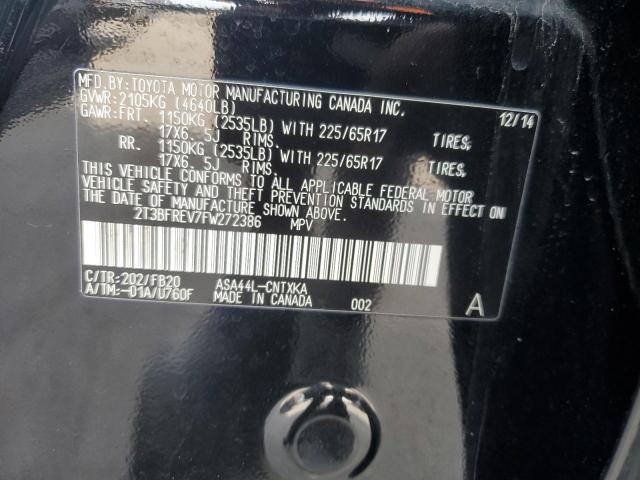 MFD.BY:TOYOTA MOTOR MANUFACTURING CANADA INC.
GVWR:2105KG (4640LB) 12/14
GAWR:FRT. 1150KG (2535LB) WITH 225/65R17 TIRES,
17X6. 5J RIMS.
RR. 1150KG (2535LB) WITH 225/65R17 TIRES,
17X6. 5J RIMS.
THIS VEHICLE CONFORMS TO ALL APPLICABLE FEDERAL MOTOR
VEHICLE SAFETY AND THEFT PREVENTION STANDARDS IN EFFECT ON
THE DATE OF MANUFACTURE SHOWN ABOVE.
2T3BFREV7FW272386 MPV
C/TR:202/FB20 ASA44L-CNTXKA
A/TM:-01A/U760F MADE IN CANADA 002 A